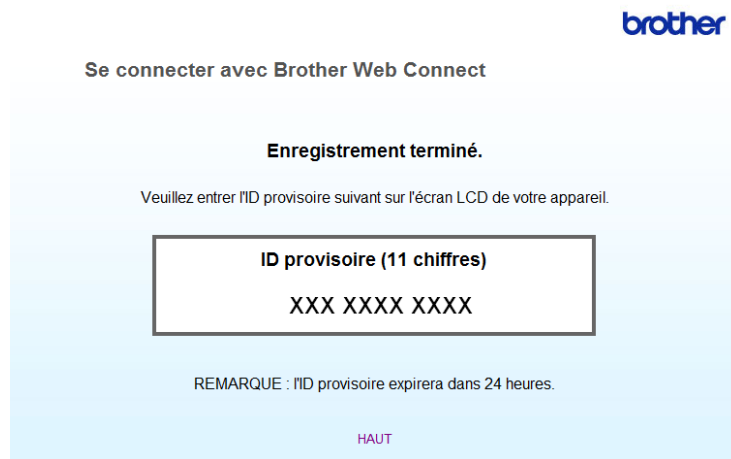 brother
Se connecter avec Brother Web Connect
Enregistrement terminé.
Veuillez entrer l'ID provisoire suivant sur l'écran LCD de votre appareil.
ID provisoire (11 chiffres)
XXX XXXX XXXX
REMARQUE : l'ID provisoire expirera dans 24 heures.
HAUT